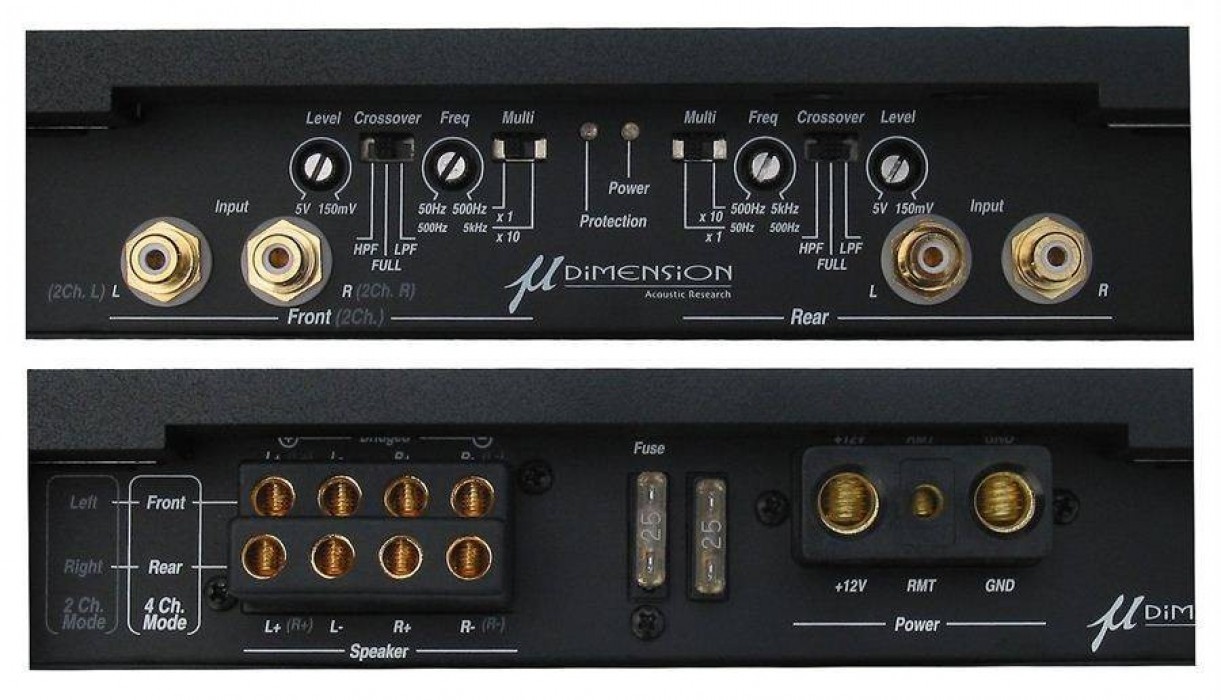 Level Crossover Freq Multi
Multi Freq Crossover Level
Power
Protection
Input
5V 150mV
50Hz 500Hz
500Hz 5kHz
x 1
x 10
HPF LPF
FULL
x 10
x 1
500Hz 5kHz
50Hz 500Hz
HPF LPF
FULL
5V 150mV
Input
(2Ch. L) L
R (2Ch. R)
L
R
Front (2Ch.)
Rear
µ DiMENSiON
Acoustic Research
Bridged
L+
L-
R+
R-
Fuse
+12V RMT GND
Left Front
Right Rear
2 Ch. Mode
4 Ch. Mode
25
25
L+ (R+) L- R+ R- (R-)
Speaker
+12V RMT GND
Power
µ DiM